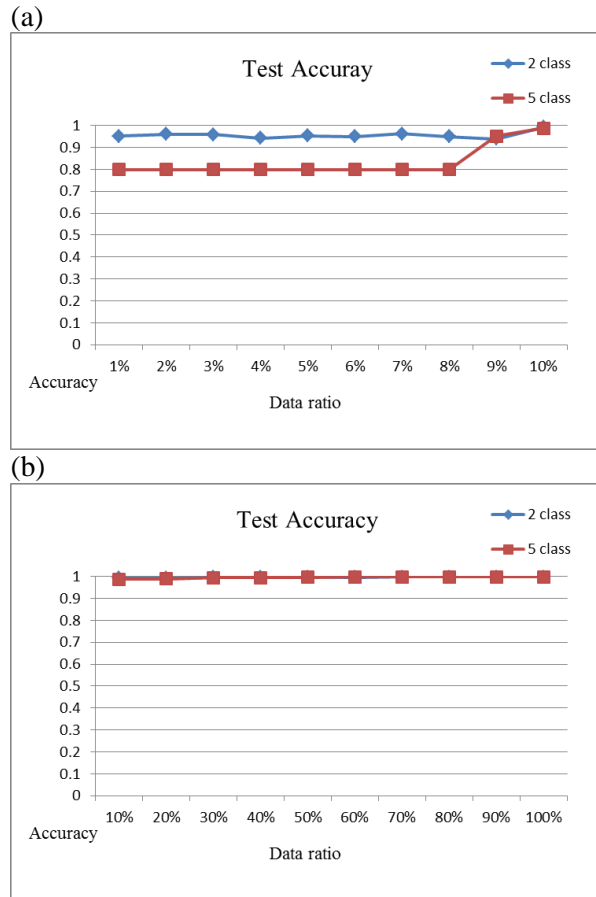 (a)
Test Accuray
2 class
5 class
1
0.9
0.8
0.7
0.6
0.5
0.4
0.3
0.2
0.1
0
1% 2% 3% 4% 5% 6% 7% 8% 9% 10%
Accuracy
Data ratio
(b)
Test Accuracy
2 class
5 class
1
0.9
0.8
0.7
0.6
0.5
0.4
0.3
0.2
0.1
0
10% 20% 30% 40% 50% 60% 70% 80% 90% 100%
Accuracy
Data ratio